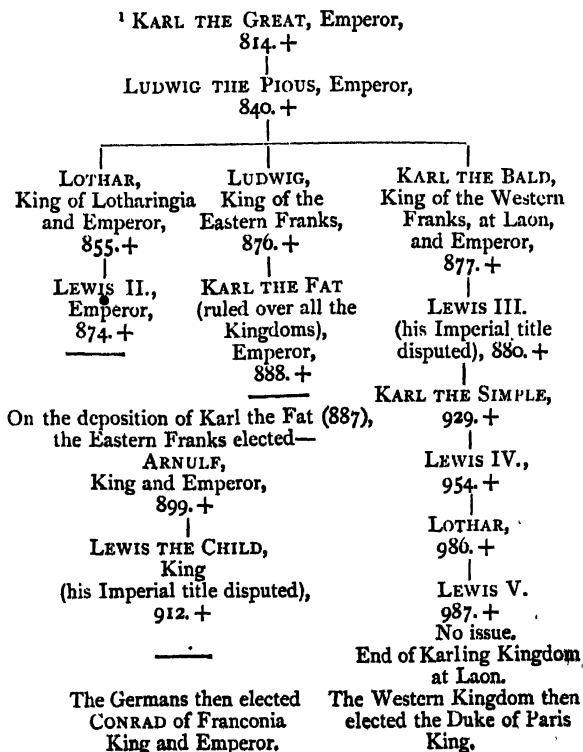 ¹ KARL THE GREAT, Emperor,
814.+
LUDWIG THE PIOUS, Emperor,
840.+
LOTHAR,
King of Lotharingia
and Emperor,
855.+
LEWIS II.,
Emperor,
874.+
LUDWIG,
King of the
Eastern Franks,
876.+
KARL THE FAT
(ruled over all the
Kingdoms),
Emperor,
888.+
KARL THE BALD,
King of the Western
Franks, at Laon,
and Emperor,
877.+
LEWIS III.
(his Imperial title
disputed), 880.+
KARL THE SIMPLE,
929.+
LEWIS IV.,
954.+
LOTHAR,
986.+
LEWIS V.
987.+
No issue.
End of Karling Kingdom
at Laon.
The Western Kingdom then
elected the Duke of Paris
King.
On the deposition of Karl the Fat (887),
the Eastern Franks elected—
ARNULF,
King and Emperor,
899.+
LEWIS THE CHILD,
King
(his Imperial title disputed),
912.+
The Germans then elected
CONRAD of Franconia
King and Emperor.